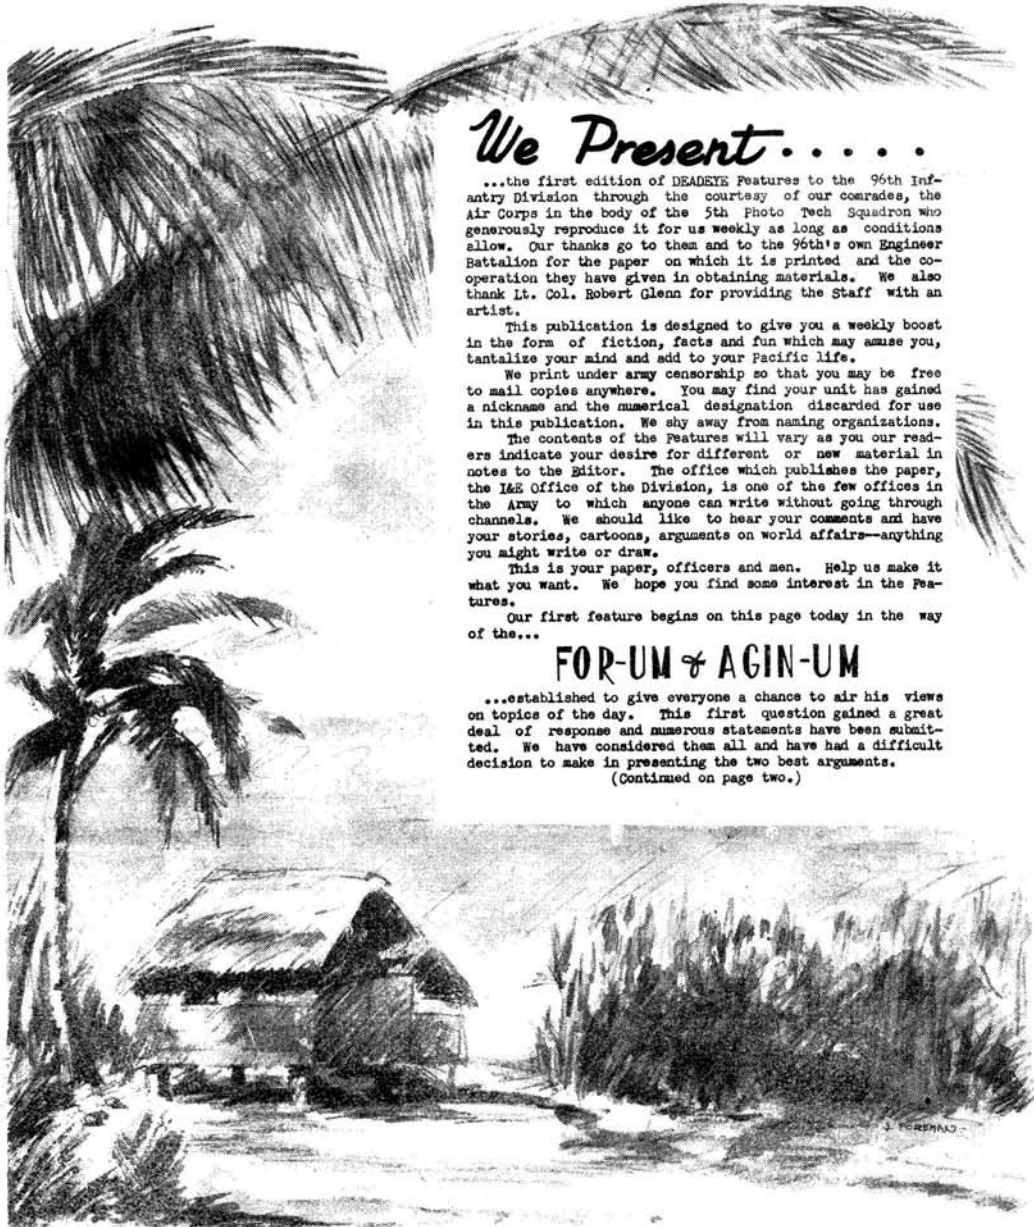 We Present.....
...the first edition of DEADEYE Features to the 96th Inf-
antry Division through the courtesy of our comrades, the
Air Corps in the body of the 5th Photo Tech Squadron who
generously reproduce it for us weekly as long as conditions
allow. Our thanks go to them and to the 96th's own Engineer
Battalion for the paper on which it is printed and the co-
operation they have given in obtaining materials. We also
thank Lt. Col. Robert Glenn for providing the Staff with an
artist.
This publication is designed to give you a weekly boost
in the form of fiction, facts and fun which may amuse you,
tantalize your mind and add to your Pacific life.
We print under army censorship so that you may be free
to mail copies anywhere. You may find your unit has gained
a nickname and the numerical designation discarded for use
in this publication. We shy away from naming organizations.
The contents of the Features will vary as you our read-
ers indicate your desire for different or new material in
notes to the Editor. The office which publishes the paper,
the I&E Office of the Division, is one of the few offices in
the Army to which anyone can write without going through
channels. We should like to hear your comments and have
your stories, cartoons, arguments on world affairs--anything
you might write or draw.
This is your paper, officers and men. Help us make it
what you want. We hope you find some interest in the Fea-
tures.
Our first feature begins on this page today in the way
of the...
FOR-UM & AGIN-UM
...established to give everyone a chance to air his views
on topics of the day. This first question gained a great
deal of response and numerous statements have been submit-
ted. We have considered them all and have had a difficult
decision to make in presenting the two best arguments.
(Continued on page two.)
J. FOREMAN